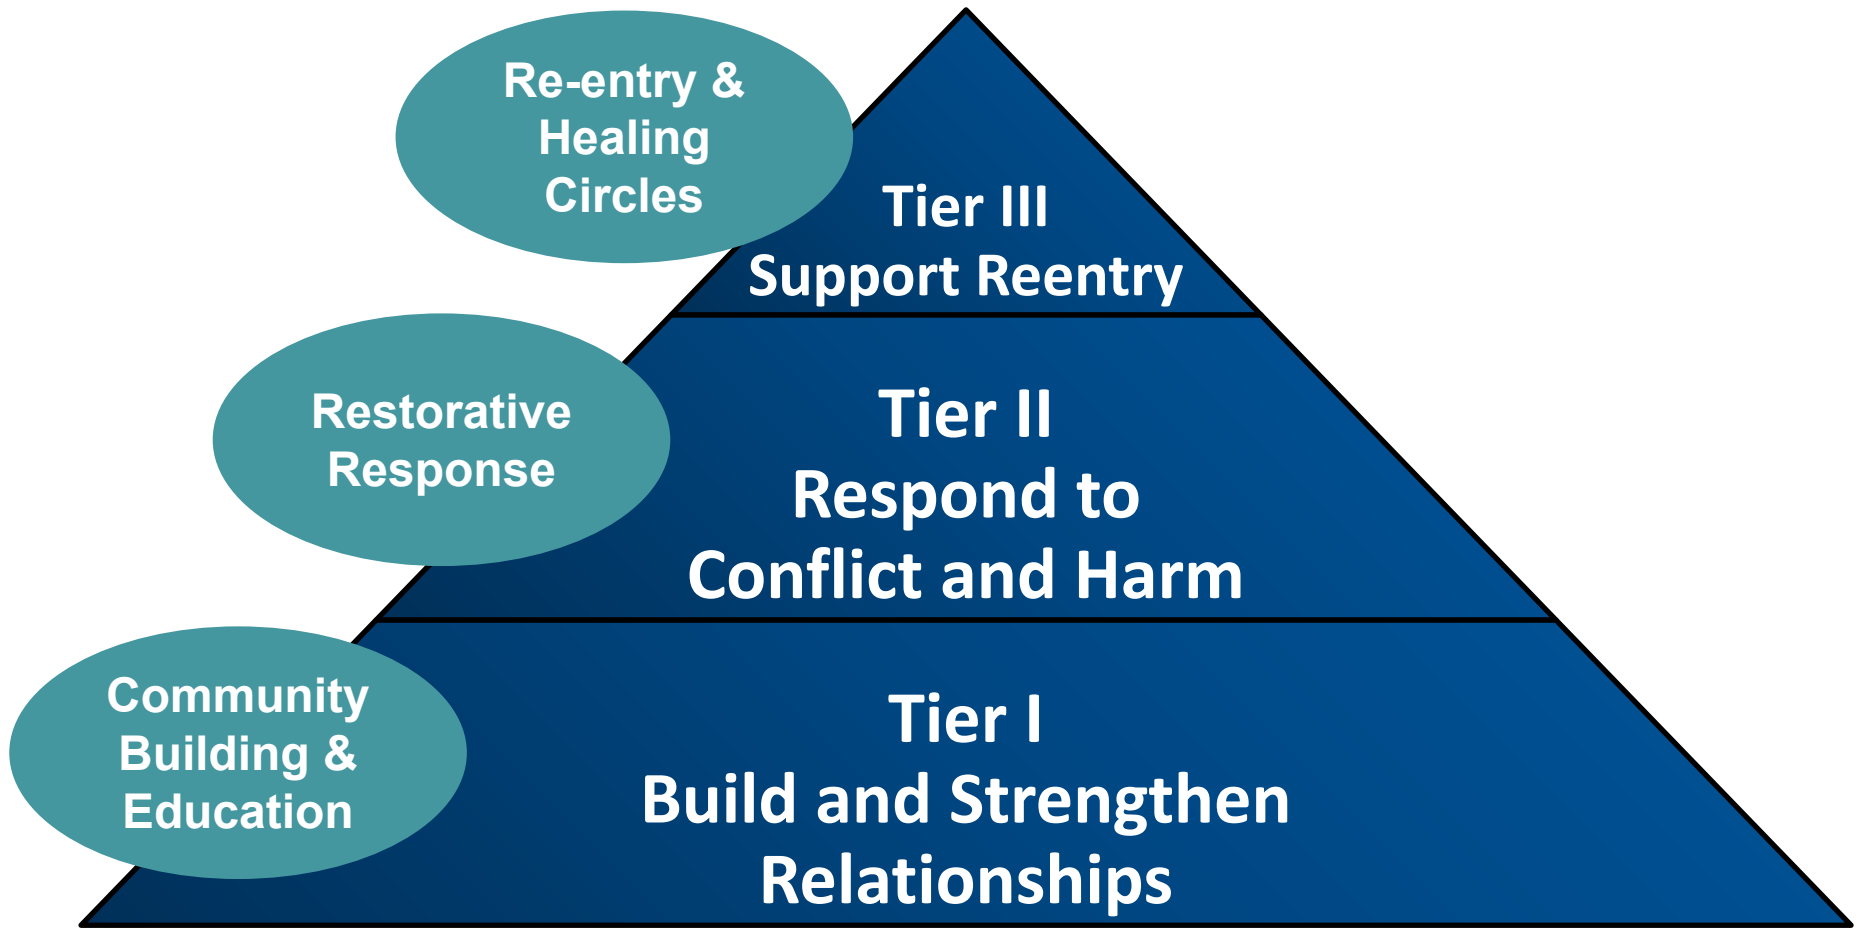 Re-entry &
Healing
Circles
Tier III
Support Reentry
Restorative
Response
Tier II
Respond to
Conflict and Harm
Community
Building &
Education
Tier I
Build and Strengthen
Relationships